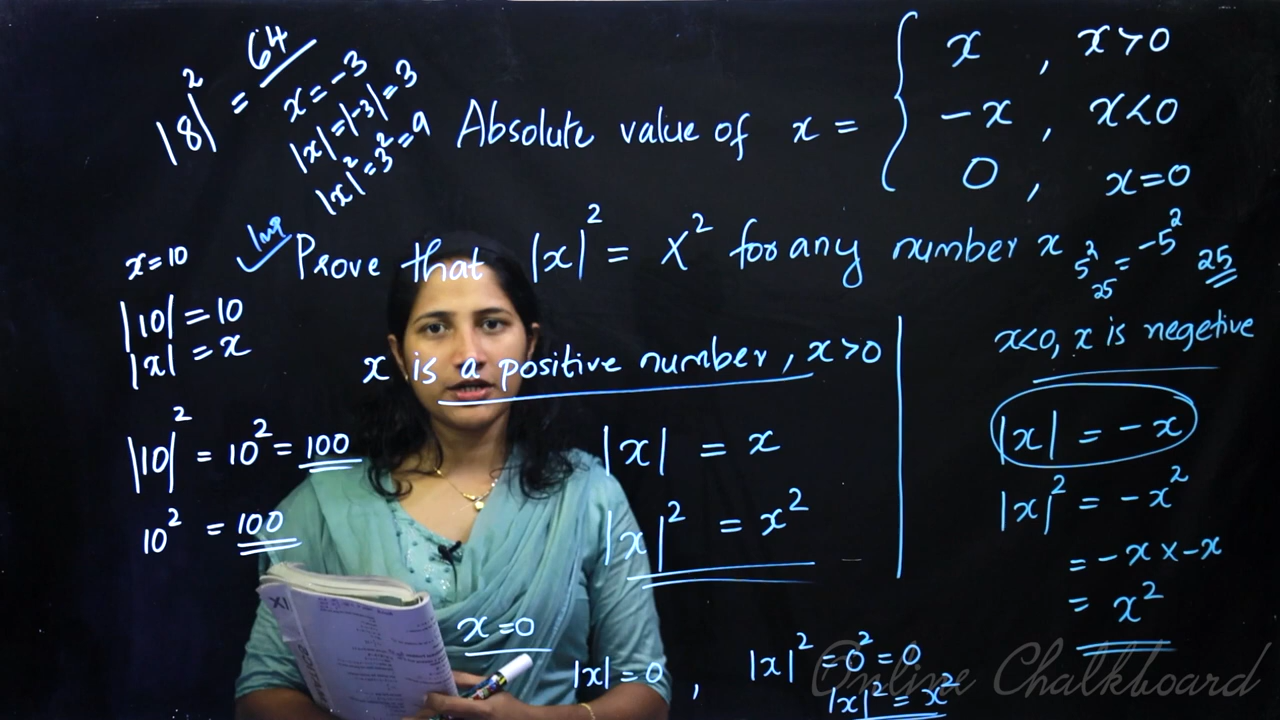 |8|² = 64
x = -3
|x| = |-3| = 3
|x|² = 3² = 9
Absolute value of x = { x , x>0
-x , x<0
0 , x=0
Imp
Prove that |x|² = X² for any number x
5² = -5²
25
25
x=10
|10| = 10
|x| = x
|10|² = 10² = 100
10² = 100
x is a positive number, x>0
|x| = x
|x|² = x²
x<0, x is negetive
|x| = -x
|x|² = -x²
= -x × -x
= x²
x=0
|x| = 0 , |x|² = 0² = 0
|x|² = x²
XI
Online Chalkboard